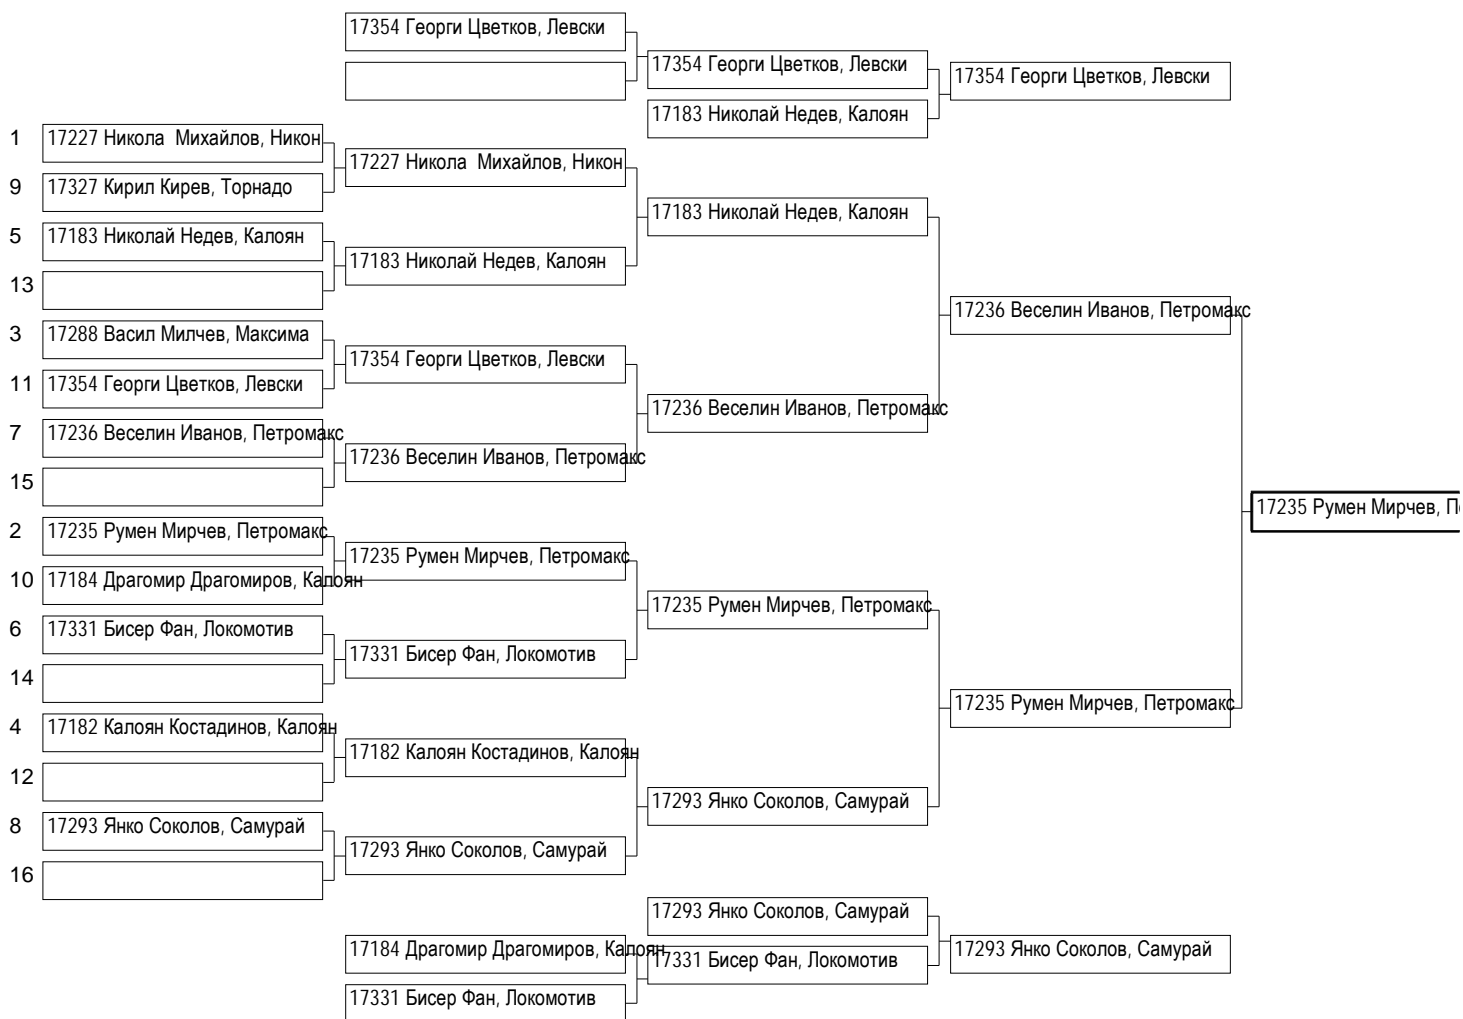 17354 Георги Цветков, Левски
17354 Георги Цветков, Левски
17354 Георги Цветков, Левски
17183 Николай Недев, Калоян
1 17227 Никола  Михайлов, Никон
17227 Никола  Михайлов, Никон
9 17327 Кирил Кирев, Торнадо
17183 Николай Недев, Калоян
5 17183 Николай Недев, Калоян
17183 Николай Недев, Калоян
13
17236 Веселин Иванов, Петромакс
3 17288 Васил Милчев, Максима
17354 Георги Цветков, Левски
11 17354 Георги Цветков, Левски
17236 Веселин Иванов, Петромакс
7 17236 Веселин Иванов, Петромакс
17236 Веселин Иванов, Петромакс
15
17235 Румен Мирчев, П
2 17235 Румен Мирчев, Петромакс
17235 Румен Мирчев, Петромакс
10 17184 Драгомир Драгомиров, Калоян
17235 Румен Мирчев, Петромакс
6 17331 Бисер Фан, Локомотив
17331 Бисер Фан, Локомотив
14
17235 Румен Мирчев, Петромакс
4 17182 Калоян Костадинов, Калоян
17182 Калоян Костадинов, Калоян
12
17293 Янко Соколов, Самурай
8 17293 Янко Соколов, Самурай
17293 Янко Соколов, Самурай
16
17293 Янко Соколов, Самурай
17184 Драгомир Драгомиров, Калоян
17331 Бисер Фан, Локомотив
17293 Янко Соколов, Самурай
17331 Бисер Фан, Локомотив